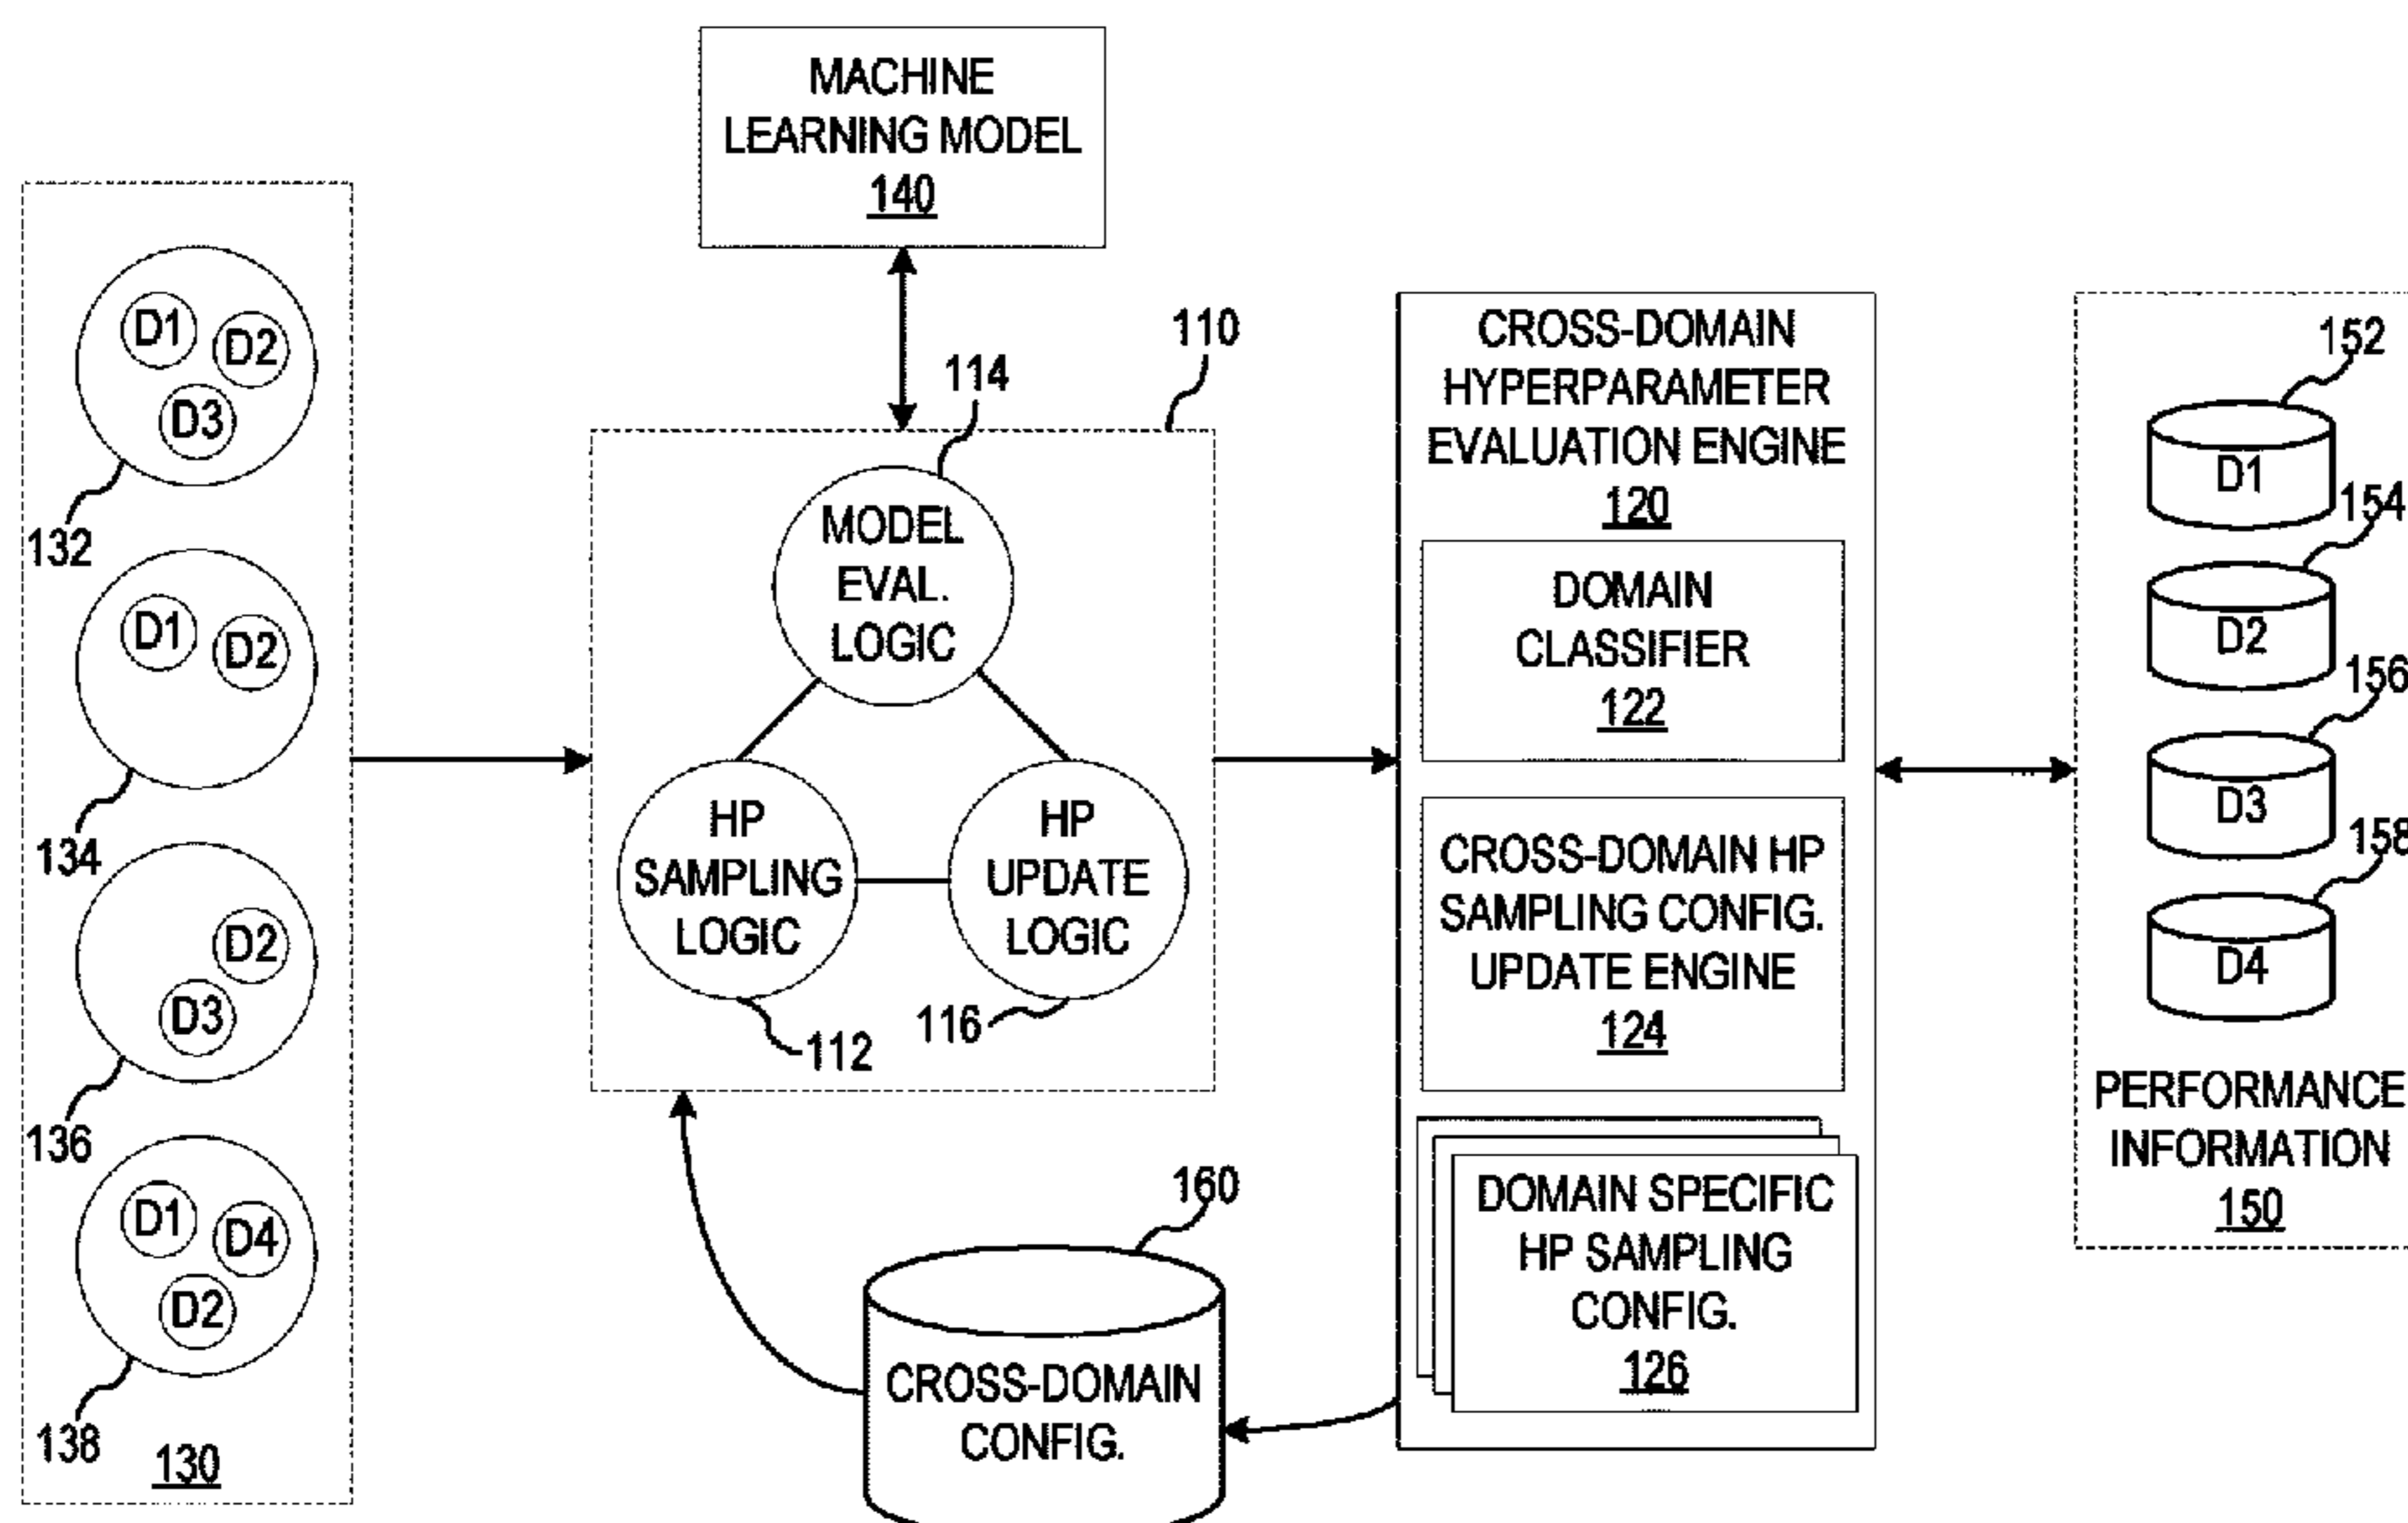 MACHINE
LEARNING MODEL
140
D1
D2
D3
132
D1
D2
134
D2
D3
136
D1
D4
D2
138
130
110
114
MODEL
EVAL.
LOGIC
HP
SAMPLING
LOGIC
HP
UPDATE
LOGIC
112
116
CROSS-DOMAIN
HYPERPARAMETER
EVALUATION ENGINE
120
DOMAIN
CLASSIFIER
122
CROSS-DOMAIN HP
SAMPLING CONFIG.
UPDATE ENGINE
124
DOMAIN SPECIFIC
HP SAMPLING
CONFIG.
126
160
CROSS-DOMAIN
CONFIG.
152
D1
154
D2
156
D3
158
D4
PERFORMANCE
INFORMATION
150